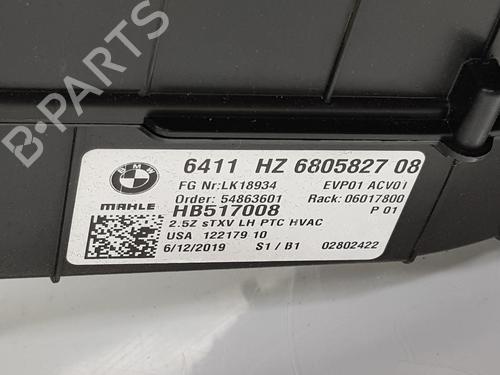 B-PARTS
BMW
6411 HZ 6805827 08
FG Nr:LK18934 EVP01 ACV01
Order: 54863601 Rack: 06017800
MAHLE HB517008 P 01
2.5Z sTXV LH PTC HVAC
USA 122179 10
6/12/2019 S1 / B1 02802422